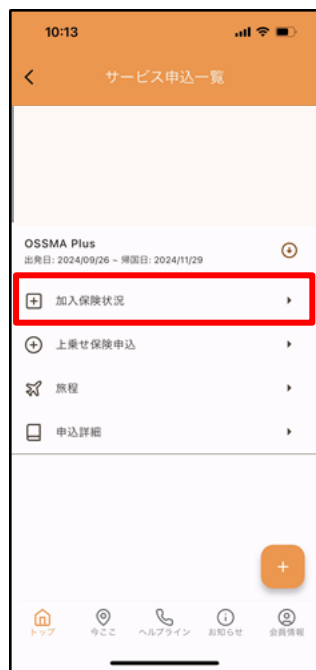 10:13
サービス申込一覧
OSSMA Plus
出発日: 2024/09/26 ~ 帰国日: 2024/11/29
加入保険状況
上乗せ保険申込
旅程
申込詳細
+
トップ
今ここ
ヘルプライン
お知らせ
会員情報